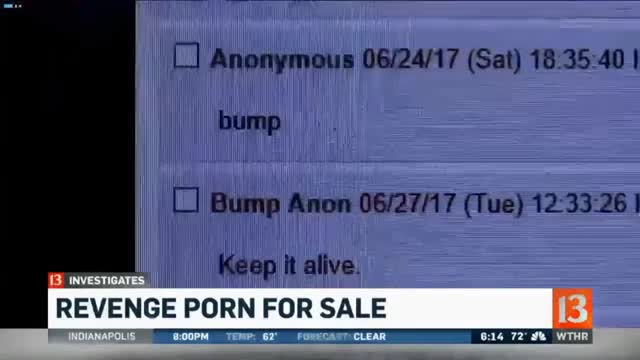 Anonymous 06/24/17 (Sat) 18:35:40
bump
Bump Anon 06/27/17 (Tue) 12:33:26
Keep it alive.
13 INVESTIGATES
REVENGE PORN FOR SALE
13
INDIANAPOLIS 8:00PM TEMP: 62° FORECAST: CLEAR 6:14 72° WTHR